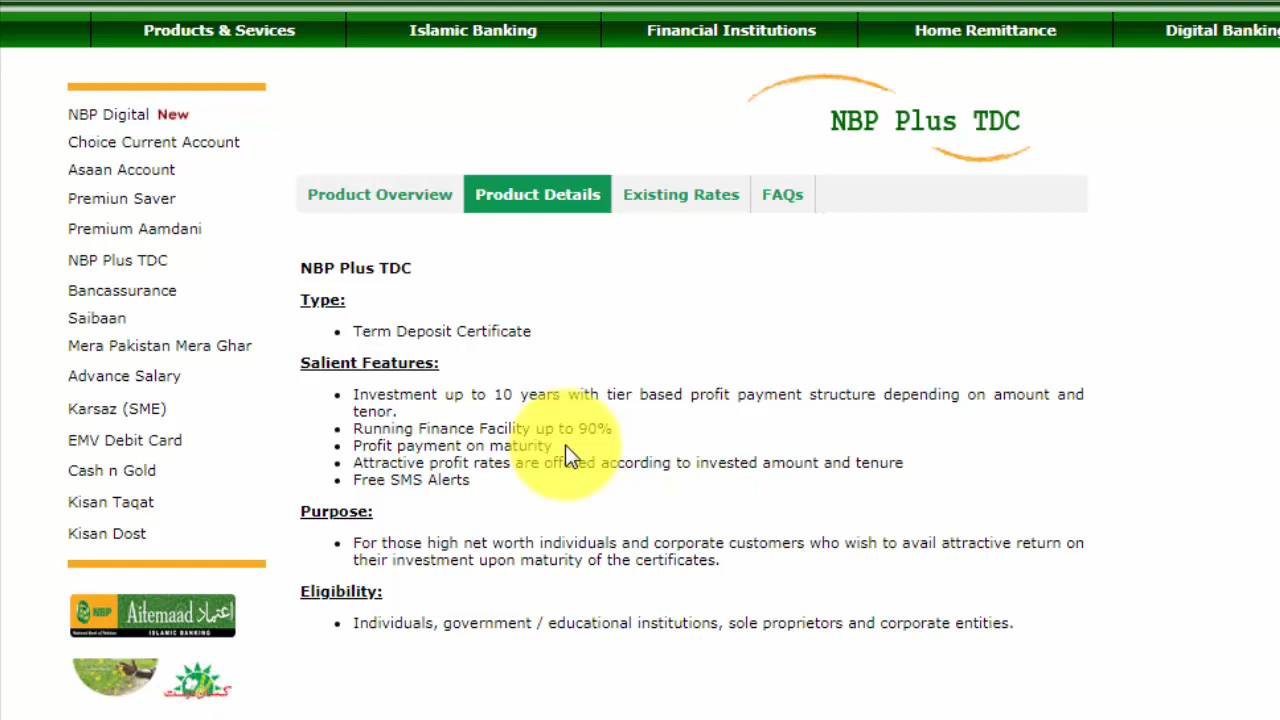 Products & Sevices
Islamic Banking
Financial Institutions
Home Remittance
Digital Banking
NBP Digital New
Choice Current Account
Asaan Account
Premiun Saver
Premium Aamdani
NBP Plus TDC
Bancassurance
Saibaan
Mera Pakistan Mera Ghar
Advance Salary
Karsaz (SME)
EMV Debit Card
Cash n Gold
Kisan Taqat
Kisan Dost
NBP
National Bank of Pakistan
Aitemaad اعتماد
ISLAMIC BANKING
کسان دوست
NBP Plus TDC
Product Overview
Product Details
Existing Rates
FAQs
NBP Plus TDC
Type:
• Term Deposit Certificate
Salient Features:
• Investment up to 10 years with tier based profit payment structure depending on amount and
tenor.
• Running Finance Facility up to 90%
• Profit payment on maturity
• Attractive profit rates are offered according to invested amount and tenure
• Free SMS Alerts
Purpose:
• For those high net worth individuals and corporate customers who wish to avail attractive return on
their investment upon maturity of the certificates.
Eligibility:
• Individuals, government / educational institutions, sole proprietors and corporate entities.